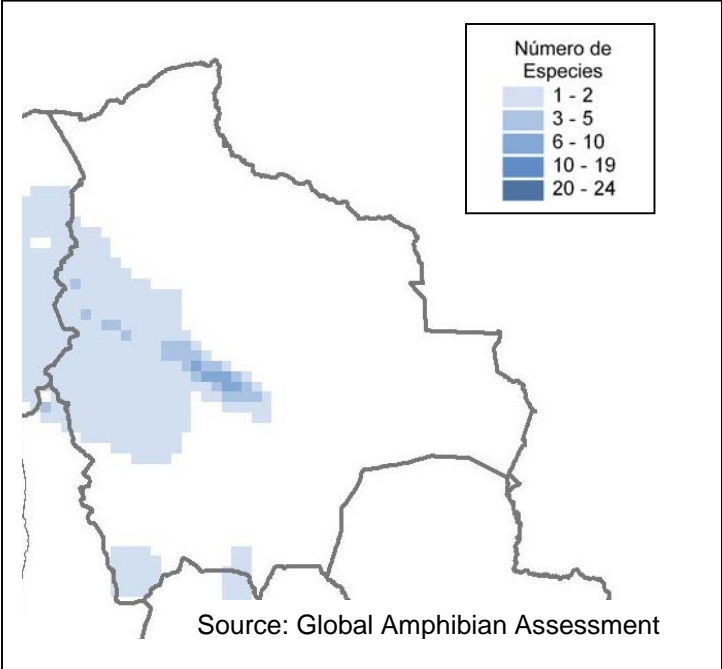 Número de
Especies
1 - 2
3 - 5
6 - 10
10 - 19
20 - 24
Source: Global Amphibian Assessment